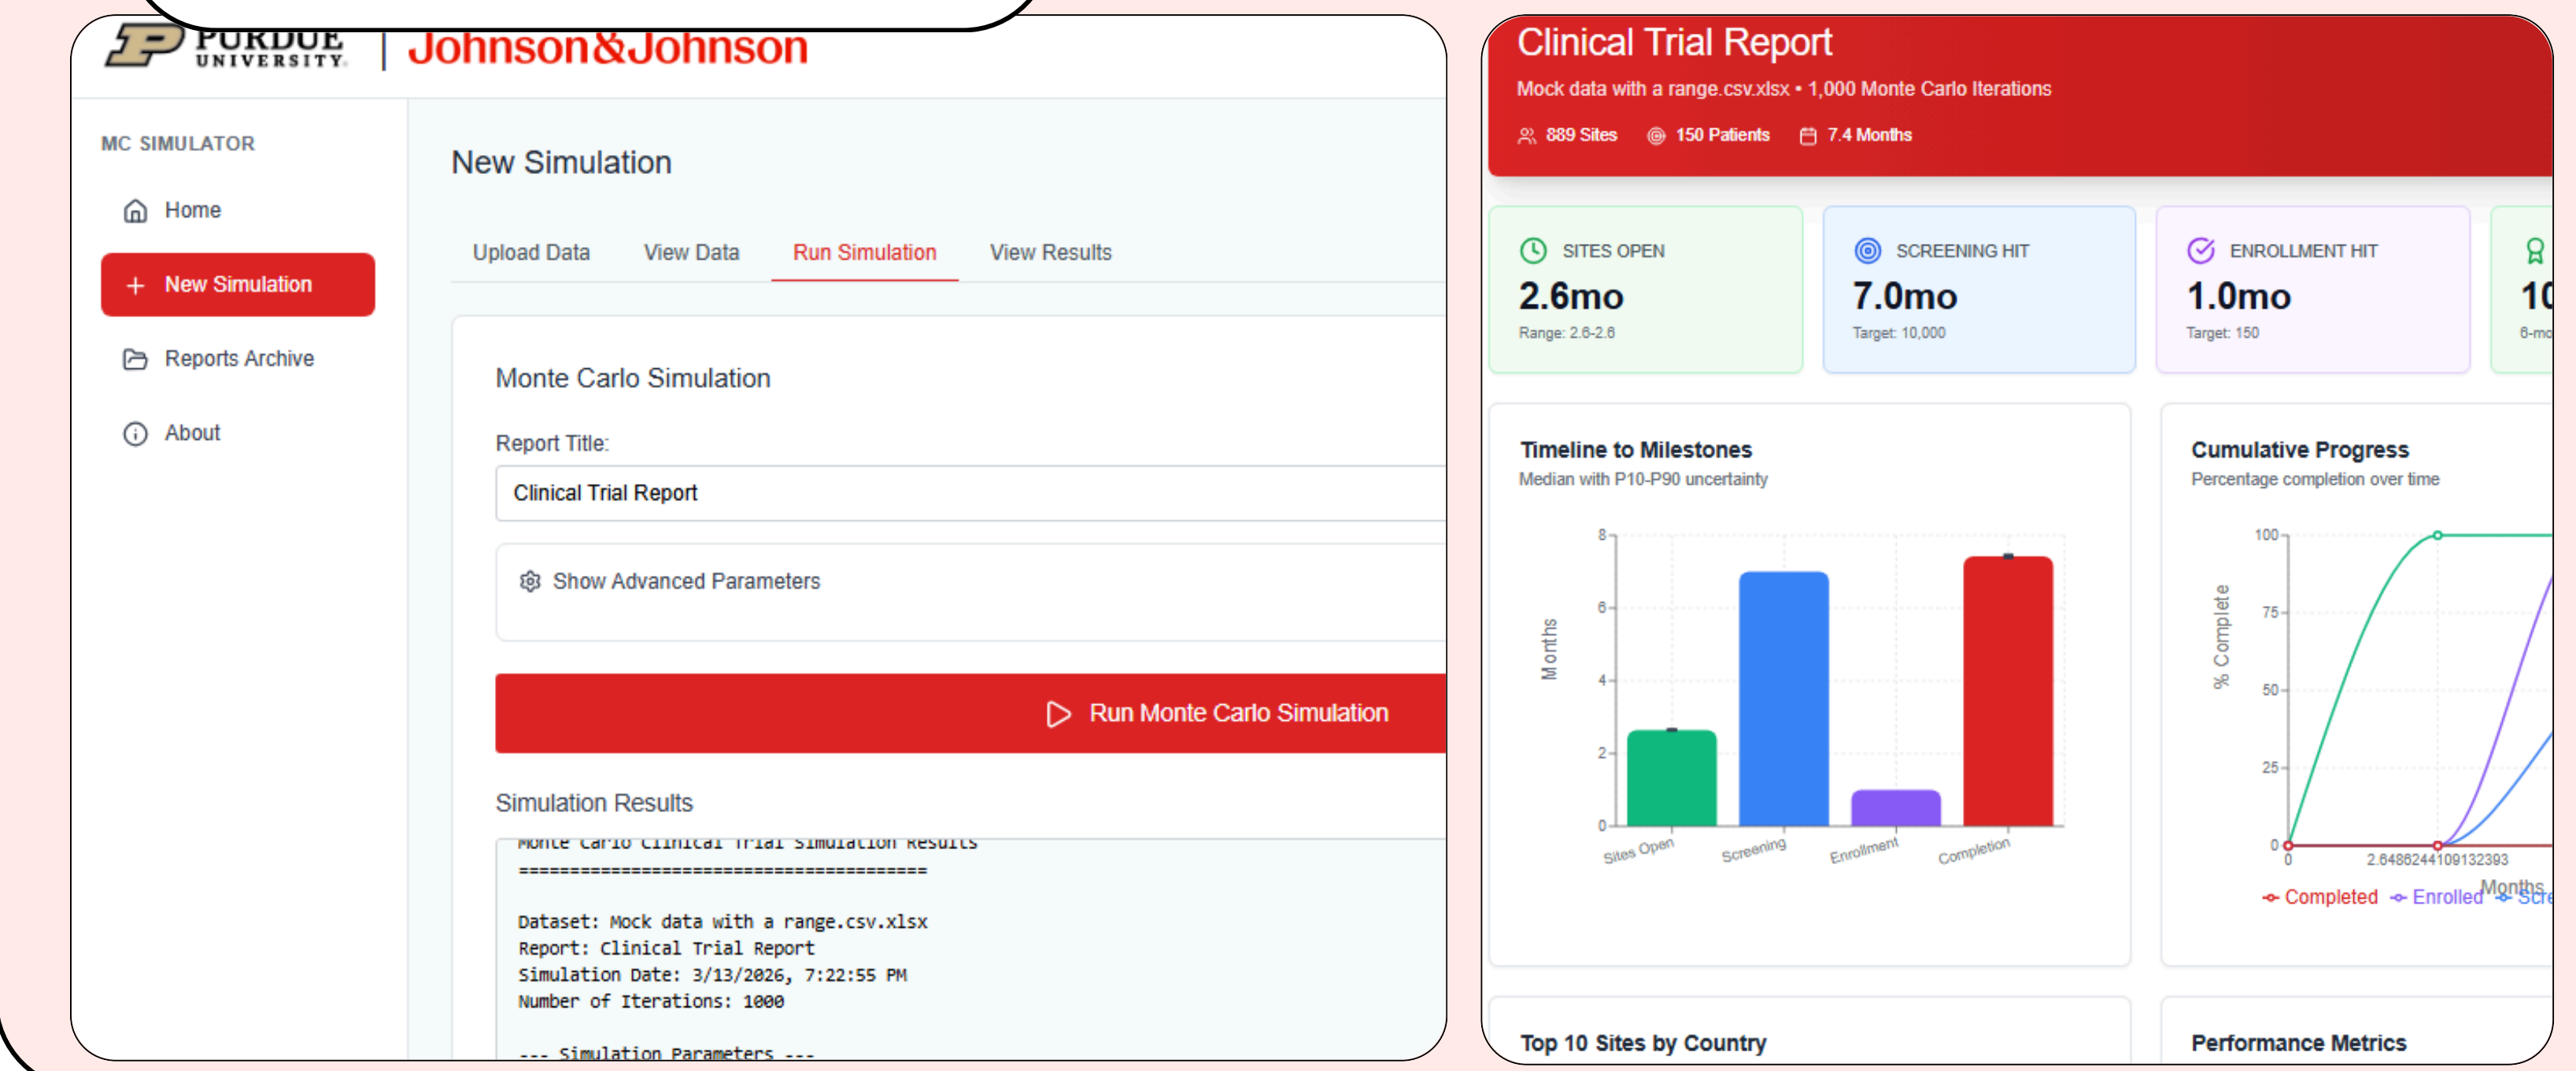 PURDUE
UNIVERSITY
Johnson&Johnson
MC SIMULATOR
Home
New Simulation
Reports Archive
About
New Simulation
Upload Data
View Data
Run Simulation
View Results
Monte Carlo Simulation
Report Title:
Clinical Trial Report
Show Advanced Parameters
Run Monte Carlo Simulation
Simulation Results
Monte Carlo Clinical Trial Simulation Results
========================================
Dataset: Mock data with a range.csv.xlsx
Report: Clinical Trial Report
Simulation Date: 3/13/2026, 7:22:55 PM
Number of Iterations: 1000
--- Simulation Parameters ---
Clinical Trial Report
Mock data with a range.csv.xlsx • 1,000 Monte Carlo Iterations
889 Sites
150 Patients
7.4 Months
SITES OPEN
2.6mo
Range: 2.6-2.6
SCREENING HIT
7.0mo
Target: 10,000
ENROLLMENT HIT
1.0mo
Target: 150
10
6-mo
Timeline to Milestones
Median with P10-P90 uncertainty
Months
8
6
4
2
0
Sites Open
Screening
Enrollment
Completion
Cumulative Progress
Percentage completion over time
% Complete
100
75
50
25
0
0
2.6486244109132393
Months
Completed
Enrolled
Scre
Top 10 Sites by Country
Performance Metrics